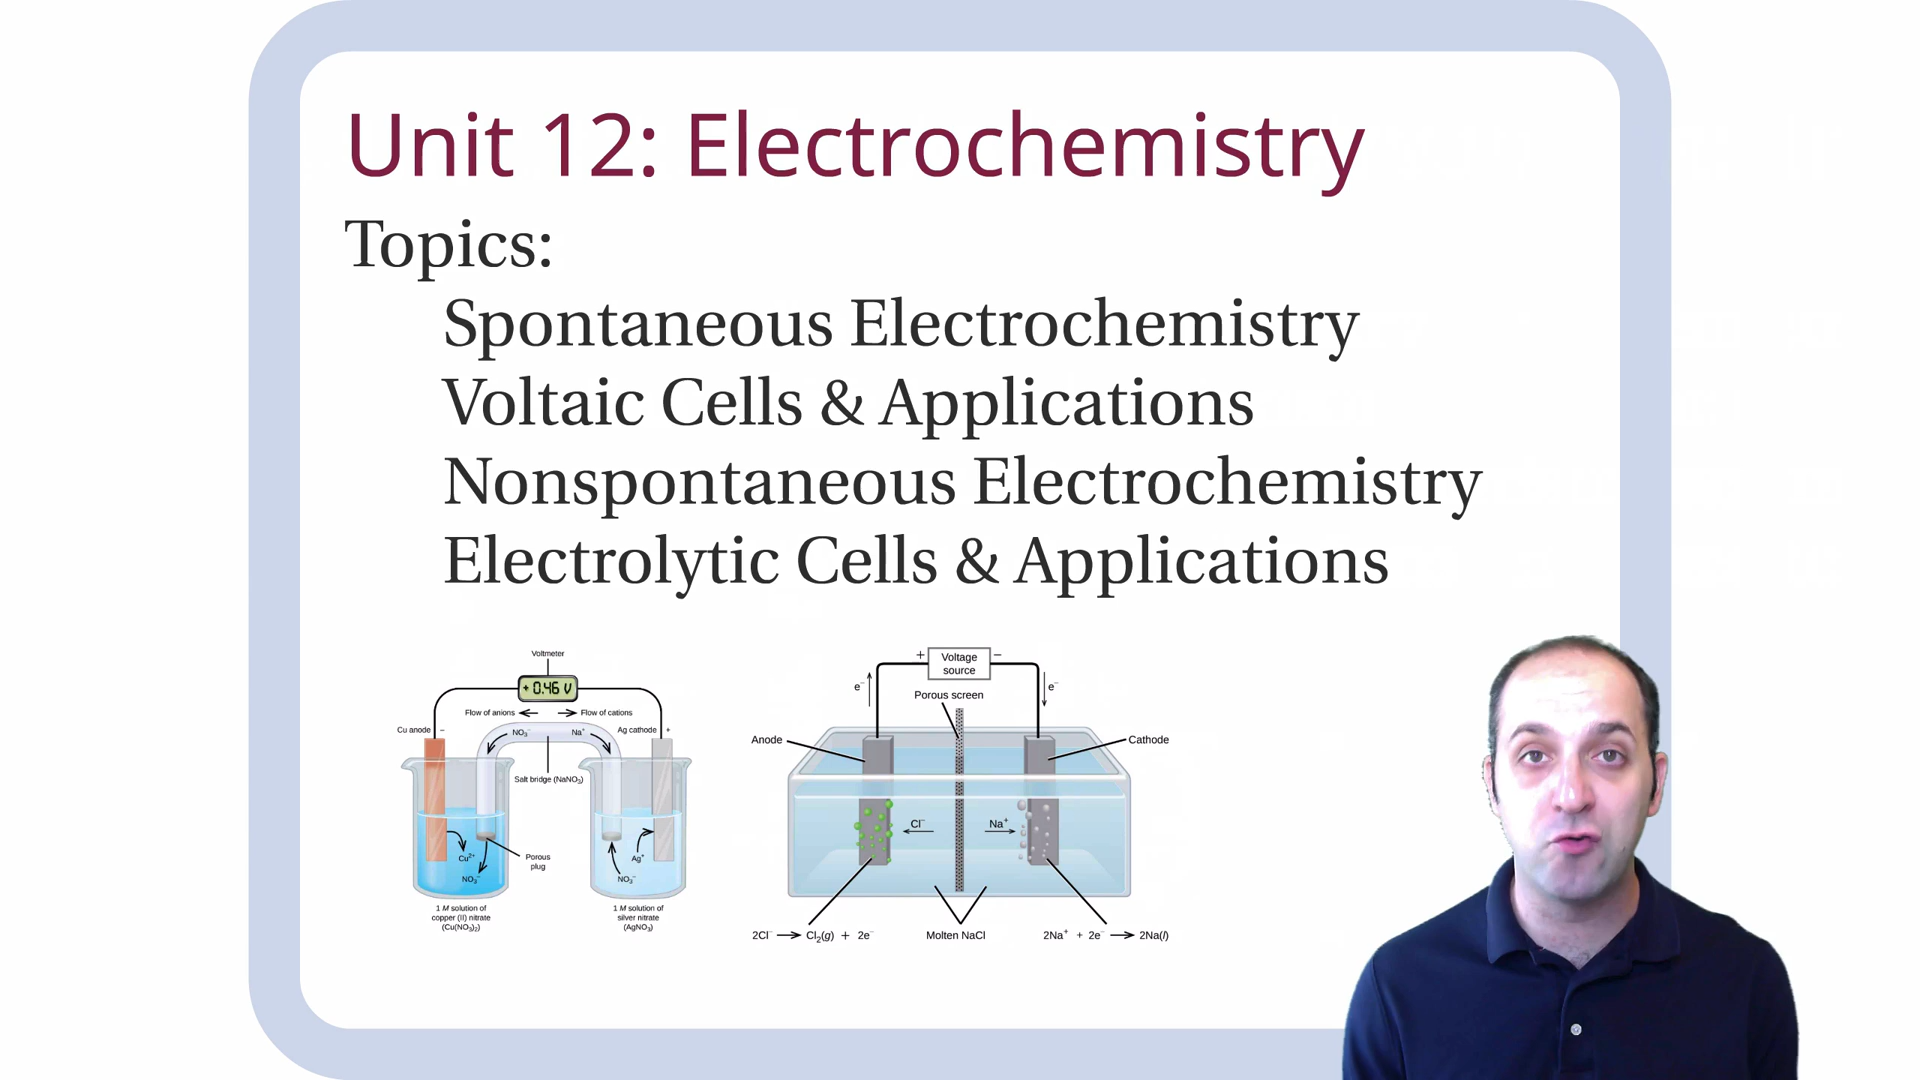 Unit 12: Electrochemistry
Topics:
Spontaneous Electrochemistry
Voltaic Cells & Applications
Nonspontaneous Electrochemistry
Electrolytic Cells & Applications
Voltmeter
+ 0.46 V
Flow of anions
Flow of cations
Cu anode
−
NO₃⁻
Na⁺
Ag cathode
+
Salt bridge (NaNO₃)
Cu²⁺
NO₃⁻
Porous
plug
Ag⁺
NO₃⁻
1 M solution of
copper (II) nitrate
(Cu(NO₃)₂)
1 M solution of
silver nitrate
(AgNO₃)
+
Voltage
source
−
e⁻
e⁻
Porous screen
Anode
Cathode
Cl⁻
Na⁺
2Cl⁻ → Cl₂(g) + 2e⁻
Molten NaCl
2Na⁺ + 2e⁻ → 2Na(l)